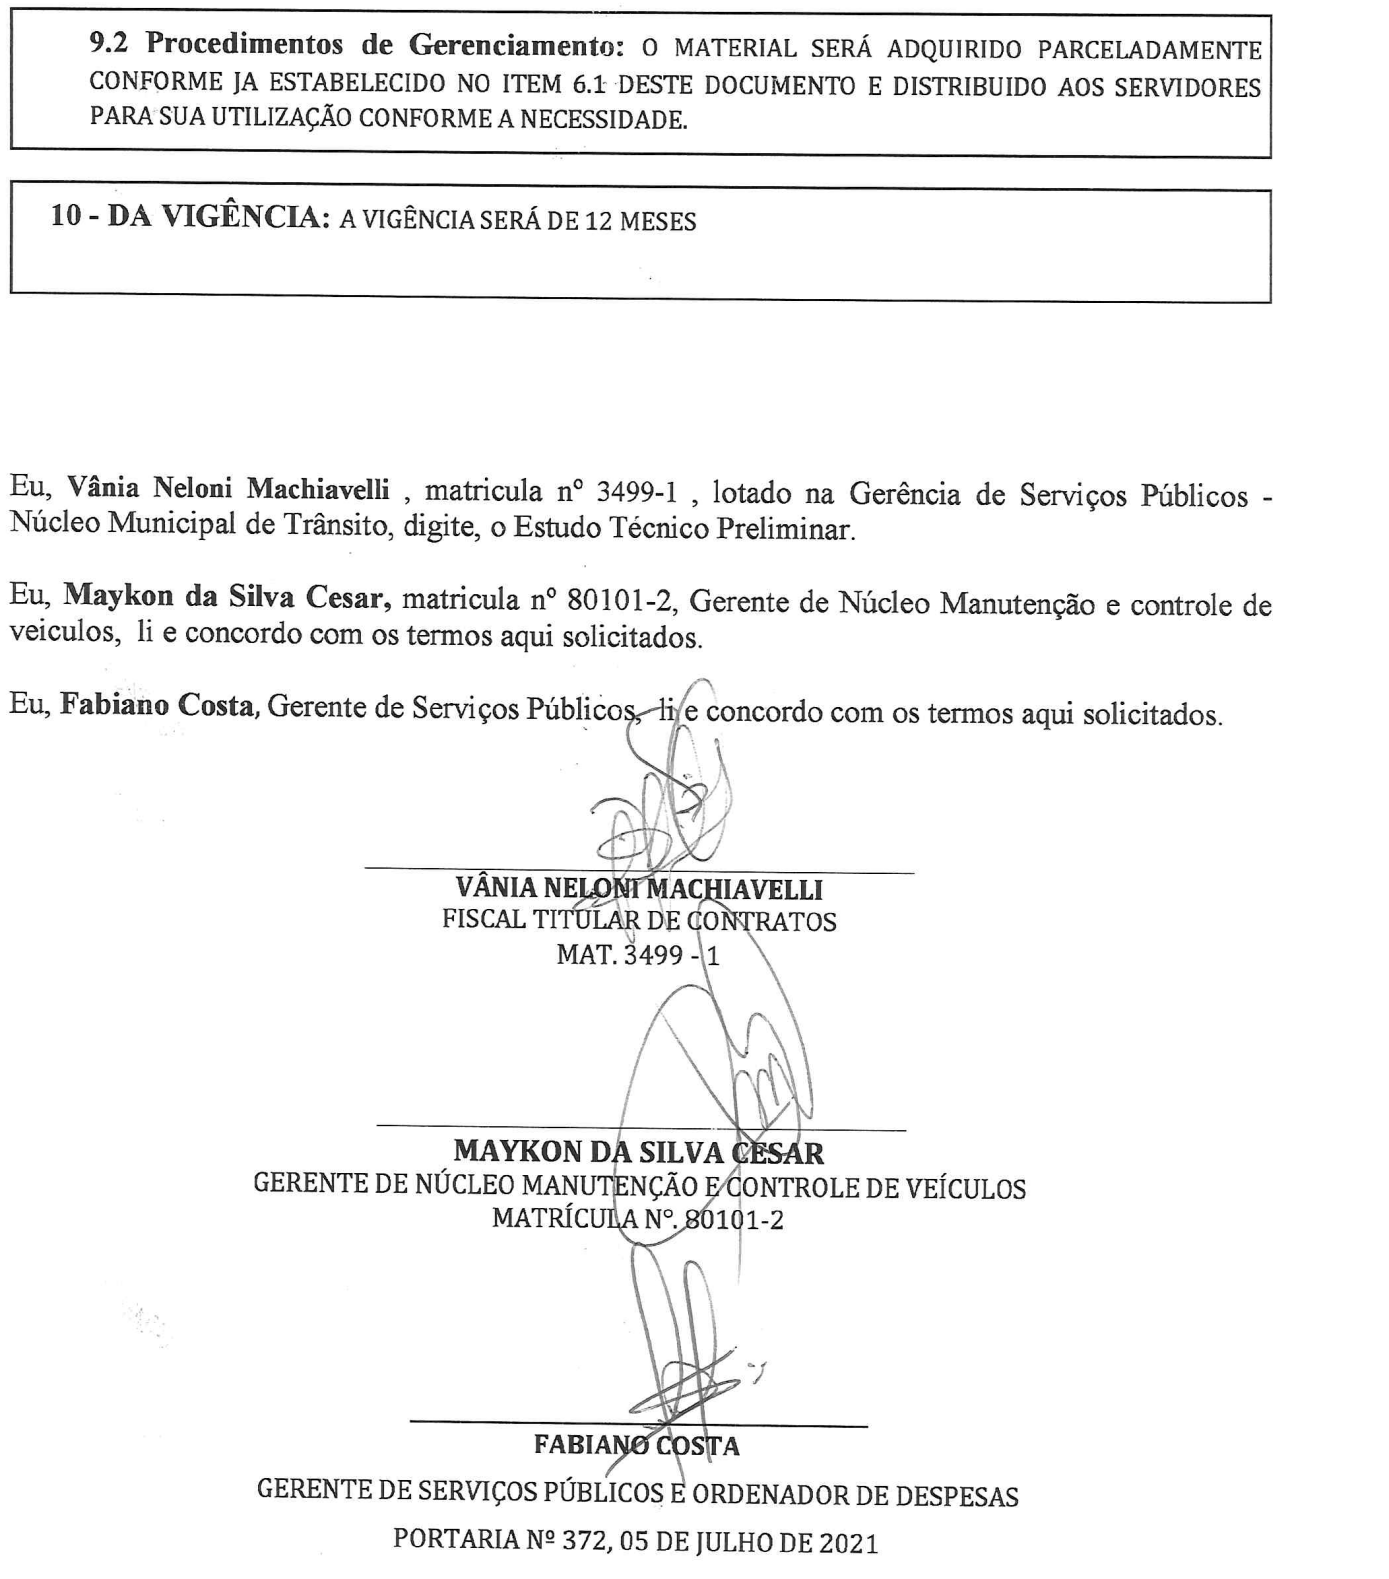 9.2 Procedimentos de Gerenciamento: O MATERIAL SERÁ ADQUIRIDO PARCELADAMENTE
CONFORME JA ESTABELECIDO NO ITEM 6.1 DESTE DOCUMENTO E DISTRIBUIDO AOS SERVIDORES
PARA SUA UTILIZAÇÃO CONFORME A NECESSIDADE.
10 - DA VIGÊNCIA: A VIGÊNCIA SERÁ DE 12 MESES
Eu, Vânia Neloni Machiavelli , matricula nº 3499-1 , lotado na Gerência de Serviços Públicos -
Núcleo Municipal de Trânsito, digite, o Estudo Técnico Preliminar.
Eu, Maykon da Silva Cesar, matricula nº 80101-2, Gerente de Núcleo Manutenção e controle de
veiculos, li e concordo com os termos aqui solicitados.
Eu, Fabiano Costa, Gerente de Serviços Públicos, li e concordo com os termos aqui solicitados.
VÂNIA NELONI MACHIAVELLI
FISCAL TITULAR DE CONTRATOS
MAT. 3499 - 1
MAYKON DA SILVA CESAR
GERENTE DE NÚCLEO MANUTENÇÃO E CONTROLE DE VEÍCULOS
MATRÍCULA N°. 80101-2
FABIANO COSTA
GERENTE DE SERVIÇOS PÚBLICOS E ORDENADOR DE DESPESAS
PORTARIA Nº 372, 05 DE JULHO DE 2021